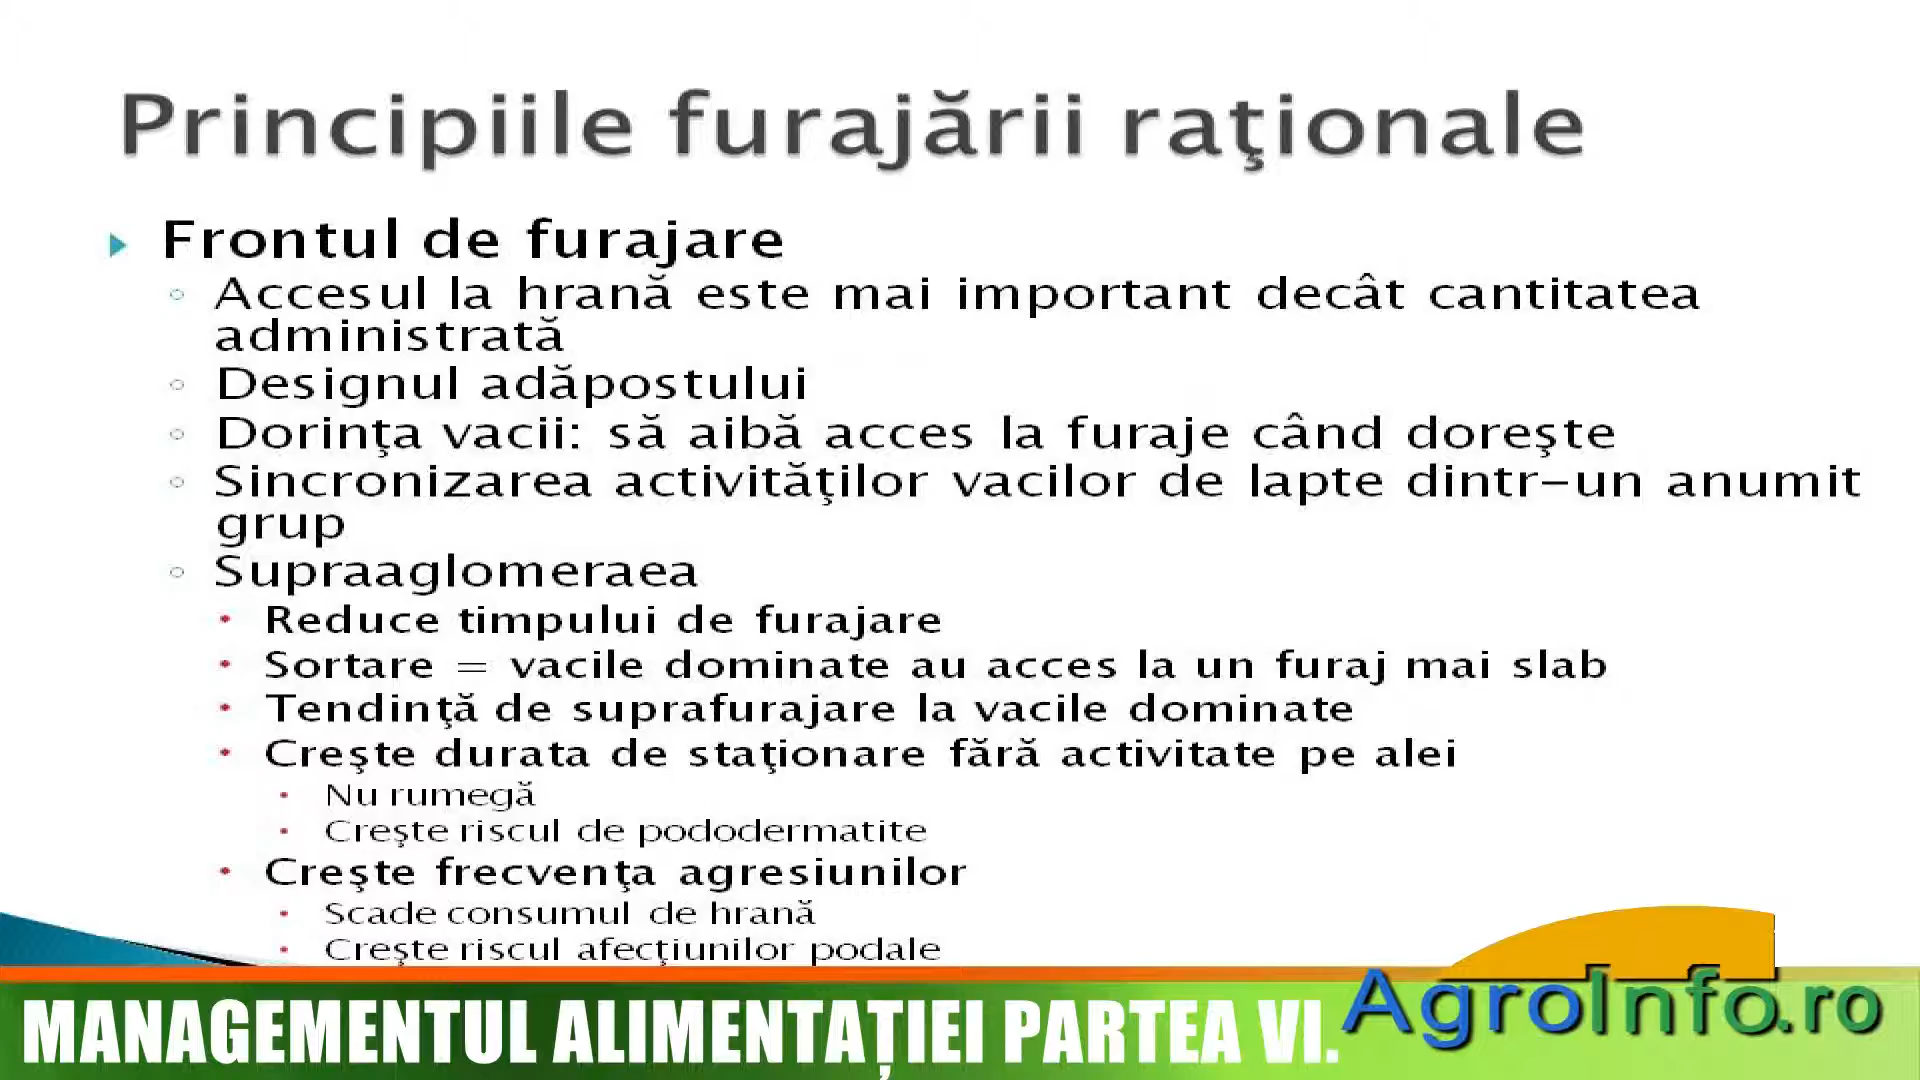 Principiile furajării raţionale
Frontul de furajare
Accesul la hrană este mai important decât cantitatea
administrată
Designul adăpostului
Dorinţa vacii: să aibă acces la furaje când doreşte
Sincronizarea activităţilor vacilor de lapte dintr-un anumit
grup
Supraaglomeraea
Reduce timpului de furajare
Sortare = vacile dominate au acces la un furaj mai slab
Tendinţă de suprafurajare la vacile dominate
Creşte durata de staţionare fără activitate pe alei
Nu rumegă
Creşte riscul de pododermatite
Creşte frecvenţa agresiunilor
Scade consumul de hrană
Creşte riscul afecţiunilor podale
MANAGEMENTUL ALIMENTAȚIEI PARTEA VI.
AgroInfo.ro